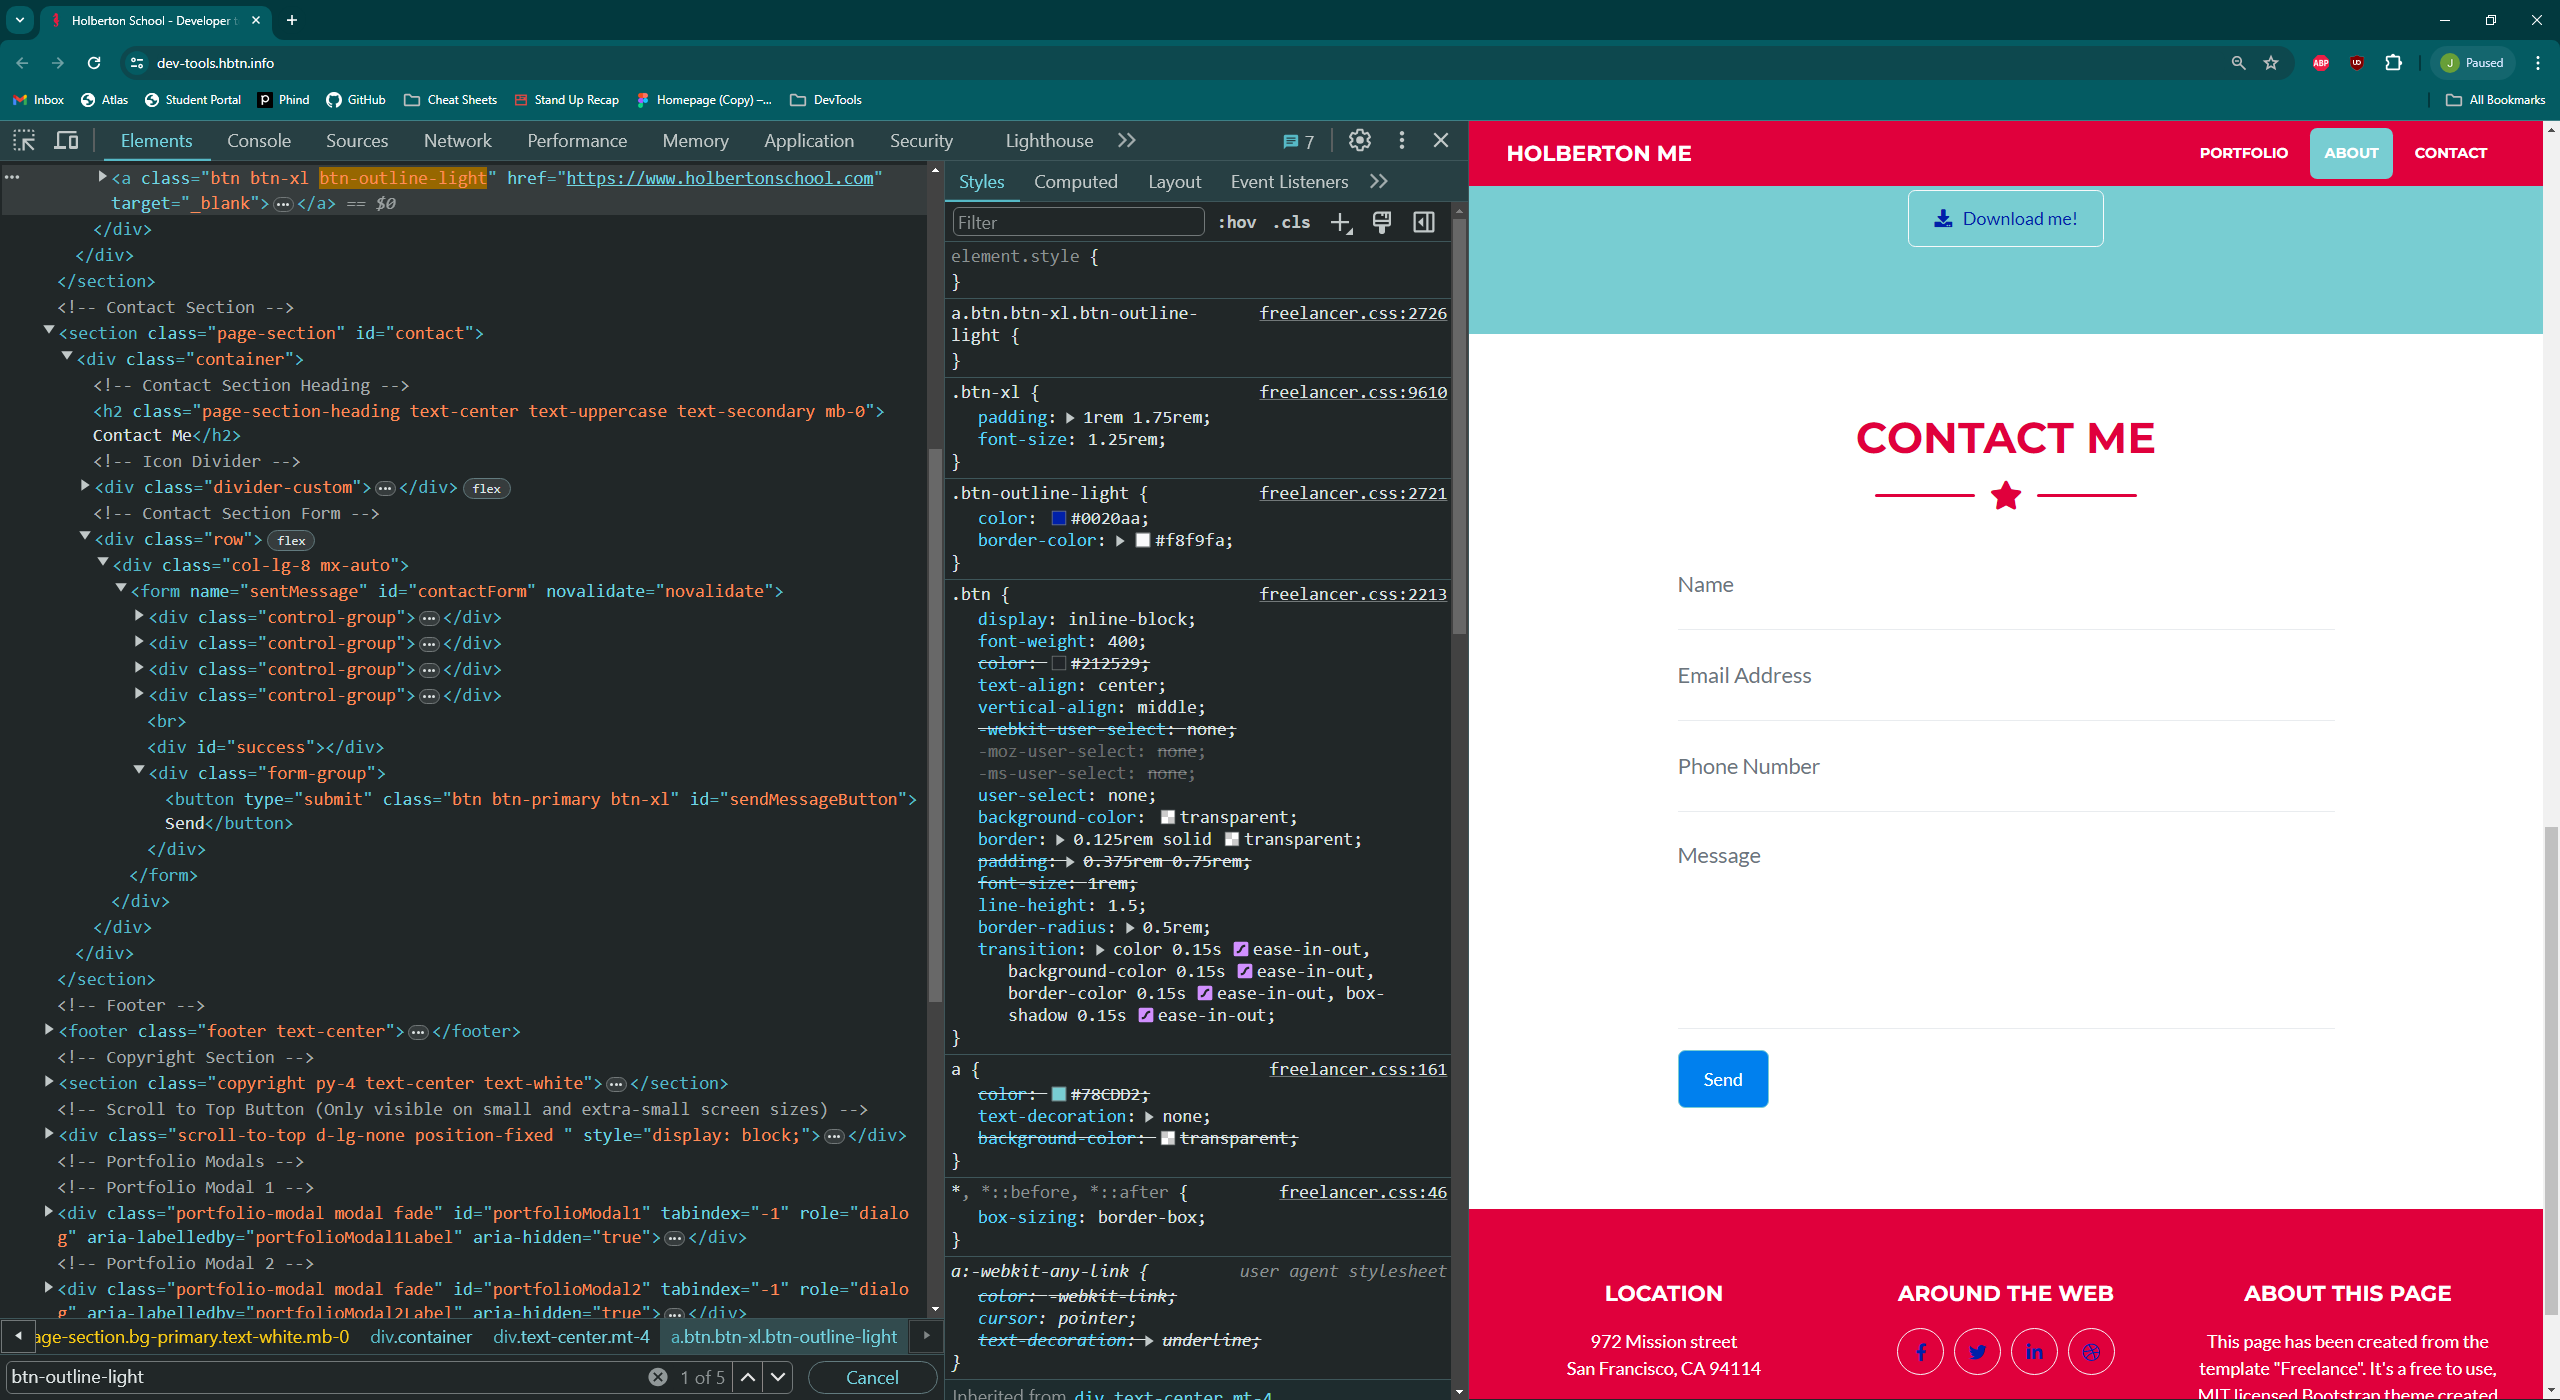 Holberton School - Developer t
dev-tools.hbtn.info
ABP
J Paused
Inbox Atlas Student Portal Phind GitHub Cheat Sheets Stand Up Recap Homepage (Copy) –... DevTools All Bookmarks
Elements Console Sources Network Performance Memory Application Security Lighthouse 7
<a class="btn btn-xl btn-outline-light" href="https://www.holbertonschool.com"
target="_blank"> … </a> == $0
</div>
</div>
</section>
<!-- Contact Section -->
<section class="page-section" id="contact">
<div class="container">
<!-- Contact Section Heading -->
<h2 class="page-section-heading text-center text-uppercase text-secondary mb-0">
Contact Me</h2>
<!-- Icon Divider -->
<div class="divider-custom"> … </div> flex
<!-- Contact Section Form -->
<div class="row"> flex
<div class="col-lg-8 mx-auto">
<form name="sentMessage" id="contactForm" novalidate="novalidate">
<div class="control-group"> … </div>
<div class="control-group"> … </div>
<div class="control-group"> … </div>
<div class="control-group"> … </div>
<br>
<div id="success"></div>
<div class="form-group">
<button type="submit" class="btn btn-primary btn-xl" id="sendMessageButton">
Send</button>
</div>
</form>
</div>
</div>
</div>
</section>
<!-- Footer -->
<footer class="footer text-center"> … </footer>
<!-- Copyright Section -->
<section class="copyright py-4 text-center text-white"> … </section>
<!-- Scroll to Top Button (Only visible on small and extra-small screen sizes) -->
<div class="scroll-to-top d-lg-none position-fixed " style="display: block;"> … </div>
<!-- Portfolio Modals -->
<!-- Portfolio Modal 1 -->
<div class="portfolio-modal modal fade" id="portfolioModal1" tabindex="-1" role="dialo
g" aria-labelledby="portfolioModal1Label" aria-hidden="true"> … </div>
<!-- Portfolio Modal 2 -->
<div class="portfolio-modal modal fade" id="portfolioModal2" tabindex="-1" role="dialo
g" aria-labelledby="portfolioModal2Label" aria-hidden="true"> … </div>
age-section.bg-primary.text-white.mb-0 div.container div.text-center.mt-4 a.btn.btn-xl.btn-outline-light
btn-outline-light 1 of 5 Cancel
Styles Computed Layout Event Listeners
Filter :hov .cls
element.style {
}
a.btn.btn-xl.btn-outline- freelancer.css:2726
light {
}
.btn-xl { freelancer.css:9610
padding: 1rem 1.75rem;
font-size: 1.25rem;
}
.btn-outline-light { freelancer.css:2721
color: #0020aa;
border-color: #f8f9fa;
}
.btn { freelancer.css:2213
display: inline-block;
font-weight: 400;
color: #212529;
text-align: center;
vertical-align: middle;
-webkit-user-select: none;
-moz-user-select: none;
-ms-user-select: none;
user-select: none;
background-color: transparent;
border: 0.125rem solid transparent;
padding: 0.375rem 0.75rem;
font-size: 1rem;
line-height: 1.5;
border-radius: 0.5rem;
transition: color 0.15s ease-in-out,
background-color 0.15s ease-in-out,
border-color 0.15s ease-in-out, box-
shadow 0.15s ease-in-out;
}
a { freelancer.css:161
color: #78CDD2;
text-decoration: none;
background-color: transparent;
}
*, *::before, *::after { freelancer.css:46
box-sizing: border-box;
}
a:-webkit-any-link { user agent stylesheet
color: -webkit-link;
cursor: pointer;
text-decoration: underline;
}
Inherited from div.text-center.mt-4
HOLBERTON ME PORTFOLIO ABOUT CONTACT
Download me!
CONTACT ME
Name
Email Address
Phone Number
Message
Send
LOCATION
972 Mission street
San Francisco, CA 94114
AROUND THE WEB
ABOUT THIS PAGE
This page has been created from the
template "Freelance". It's a free to use,
MIT licensed Bootstrap theme created